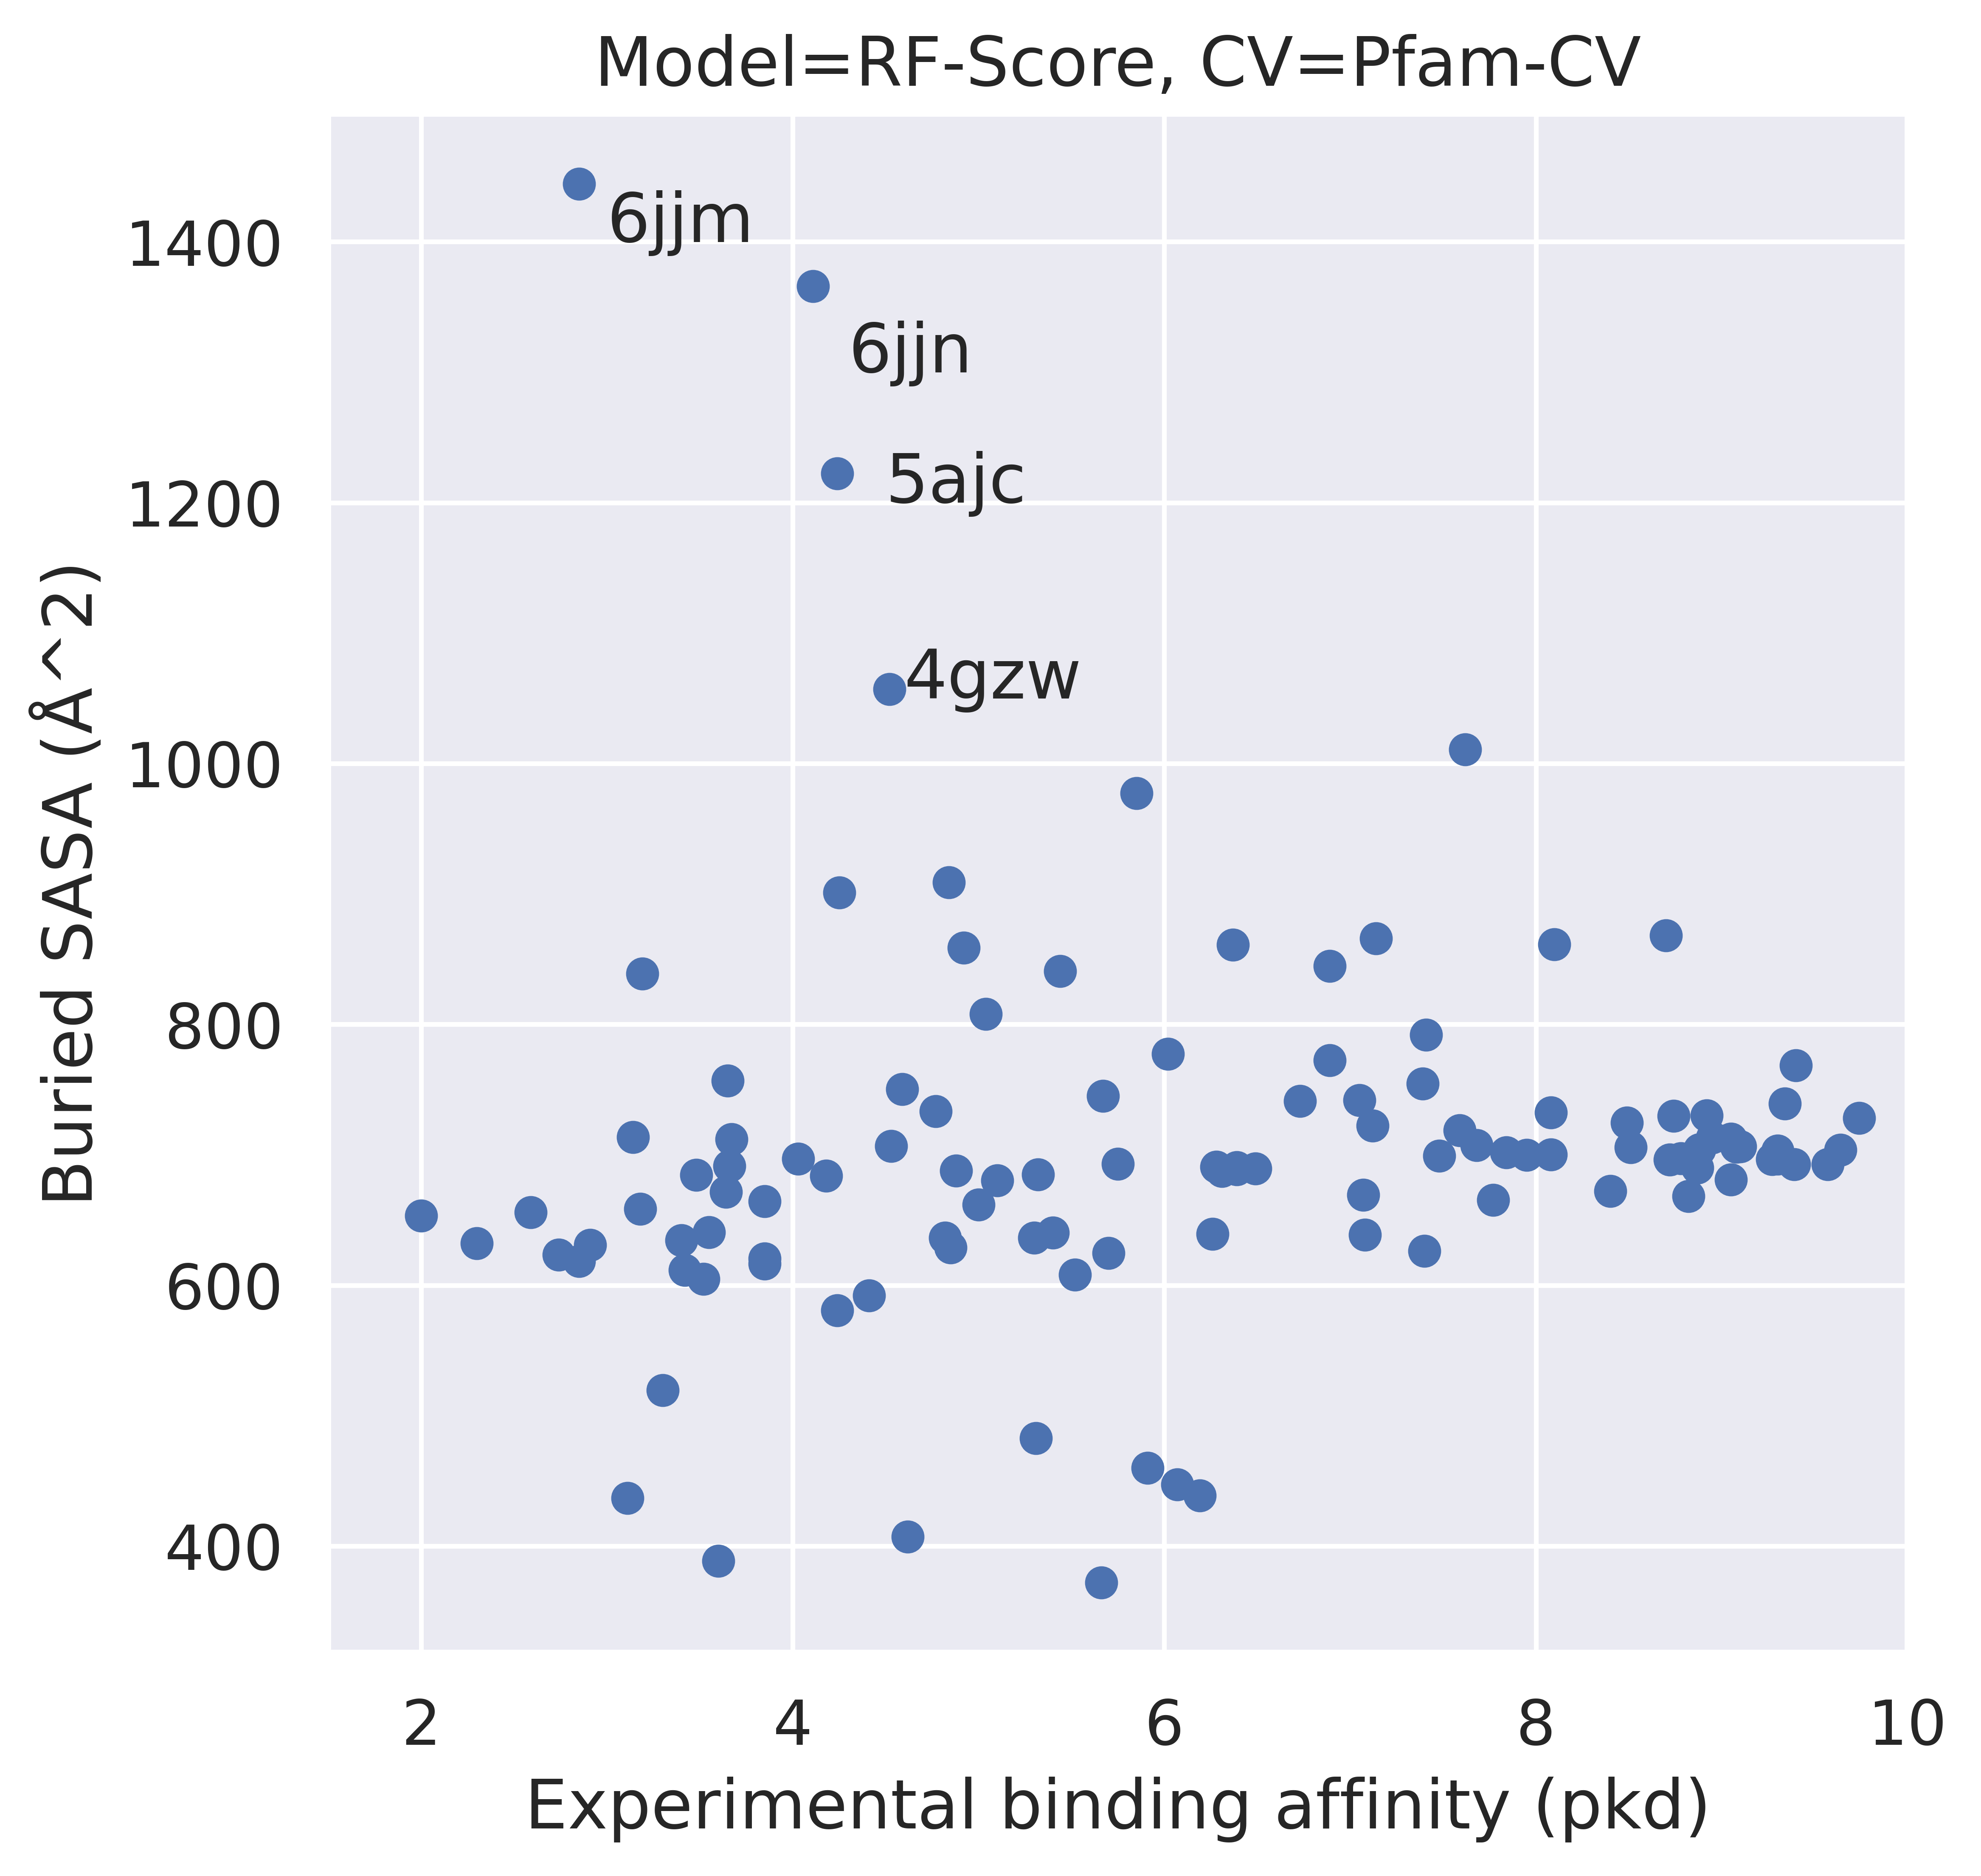 Model=RF-Score, CV=Pfam-CV
Buried SASA (Å^2)
1400
1200
1000
800
600
400
6jjm
6jjn
5ajc
4gzw
2 4 6 8 10
Experimental binding affinity (pkd)